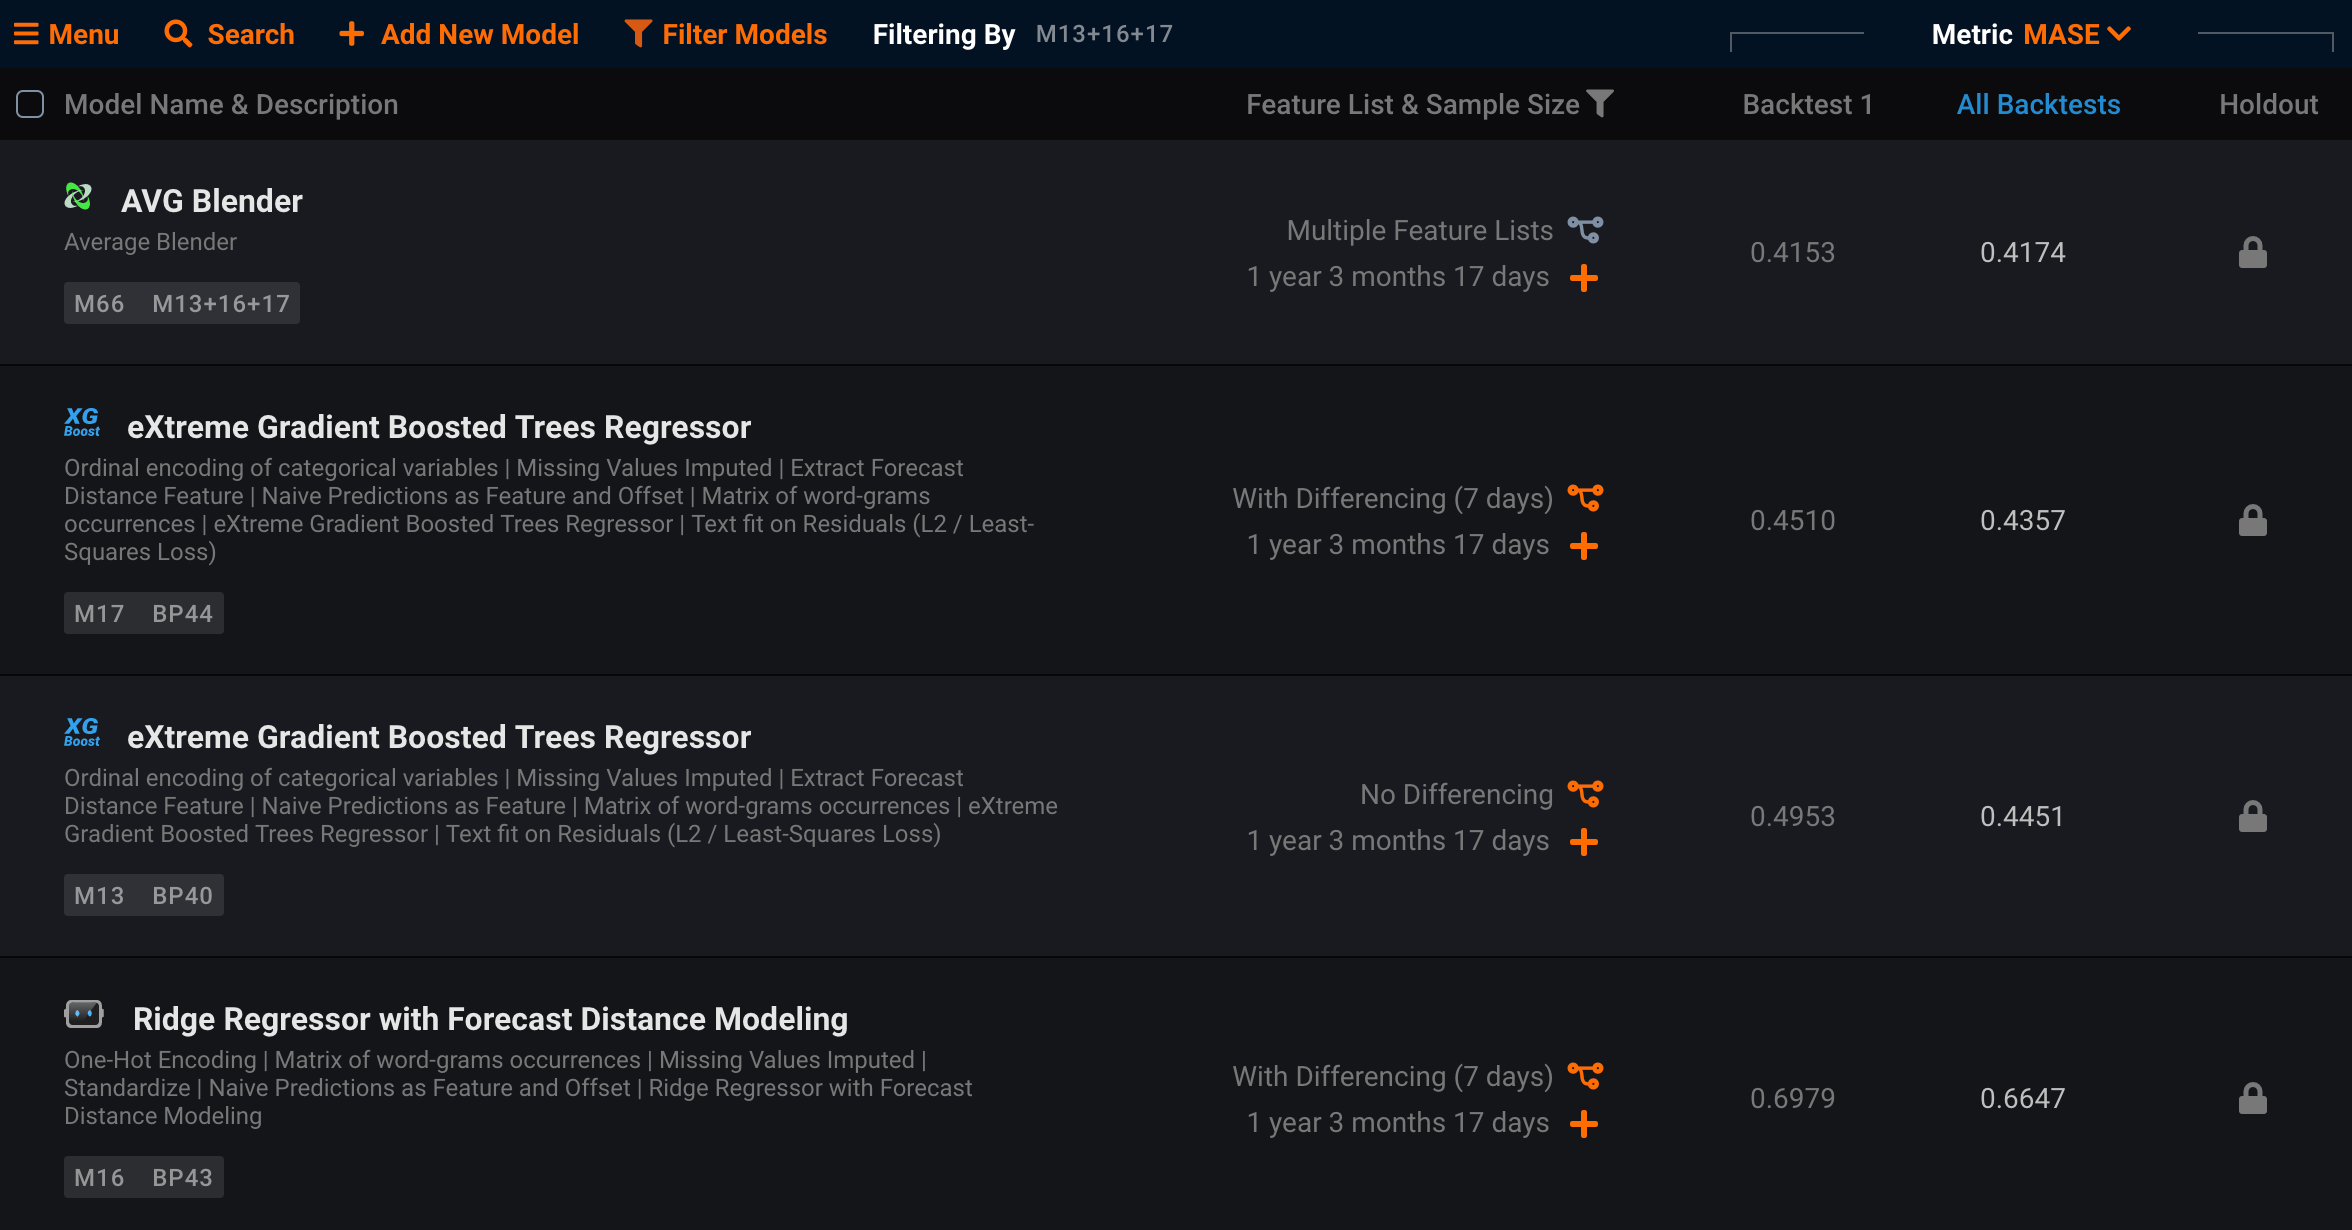 Menu Search Add New Model Filter Models Filtering By M13+16+17 Metric MASE
Model Name & Description Feature List & Sample Size Backtest 1 All Backtests Holdout
AVG Blender
Average Blender
M66 M13+16+17
Multiple Feature Lists
1 year 3 months 17 days
0.4153 0.4174
XG
Boost
eXtreme Gradient Boosted Trees Regressor
Ordinal encoding of categorical variables | Missing Values Imputed | Extract Forecast
Distance Feature | Naive Predictions as Feature and Offset | Matrix of word-grams
occurrences | eXtreme Gradient Boosted Trees Regressor | Text fit on Residuals (L2 / Least-
Squares Loss)
M17 BP44
With Differencing (7 days)
1 year 3 months 17 days
0.4510 0.4357
XG
Boost
eXtreme Gradient Boosted Trees Regressor
Ordinal encoding of categorical variables | Missing Values Imputed | Extract Forecast
Distance Feature | Naive Predictions as Feature | Matrix of word-grams occurrences | eXtreme
Gradient Boosted Trees Regressor | Text fit on Residuals (L2 / Least-Squares Loss)
M13 BP40
No Differencing
1 year 3 months 17 days
0.4953 0.4451
Ridge Regressor with Forecast Distance Modeling
One-Hot Encoding | Matrix of word-grams occurrences | Missing Values Imputed |
Standardize | Naive Predictions as Feature and Offset | Ridge Regressor with Forecast
Distance Modeling
M16 BP43
With Differencing (7 days)
1 year 3 months 17 days
0.6979 0.6647